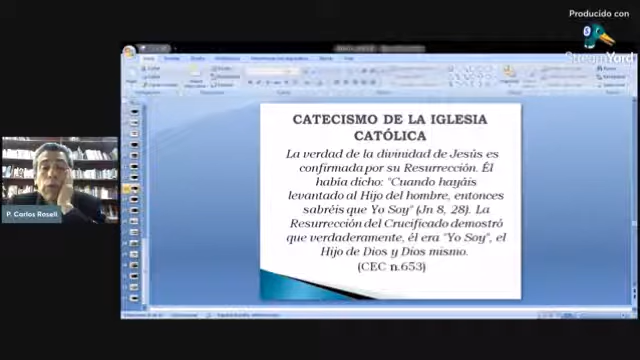 Producido con
StreamYard
CATECISMO DE LA IGLESIA
CATÓLICA
La verdad de la divinidad de Jesús es
confirmada por su Resurrección. Él
había dicho: "Cuando hayáis
levantado al Hijo del hombre, entonces
sabréis que Yo Soy" (Jn 8, 28). La
Resurrección del Crucificado demostró
que verdaderamente, él era "Yo Soy", el
Hijo de Dios y Dios mismo.
(CEC n.653)
P. Carlos Rosell